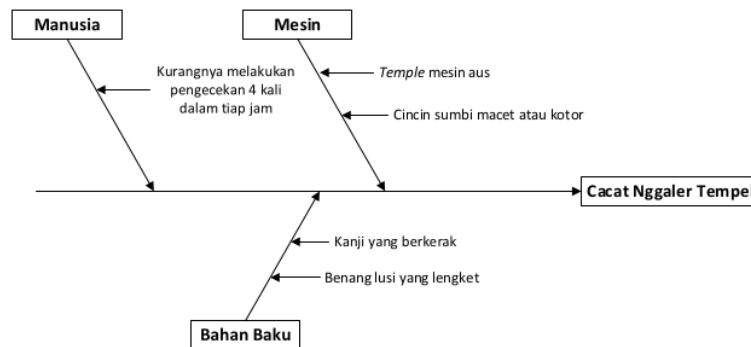 Manusia
Mesin
Kurangnya melakukan
pengecekan 4 kali
dalam tiap jam
Temple mesin aus
Cincin sumbi macet atau kotor
Cacat Nggaler Tempel
Kanji yang berkerak
Benang lusi yang lengket
Bahan Baku